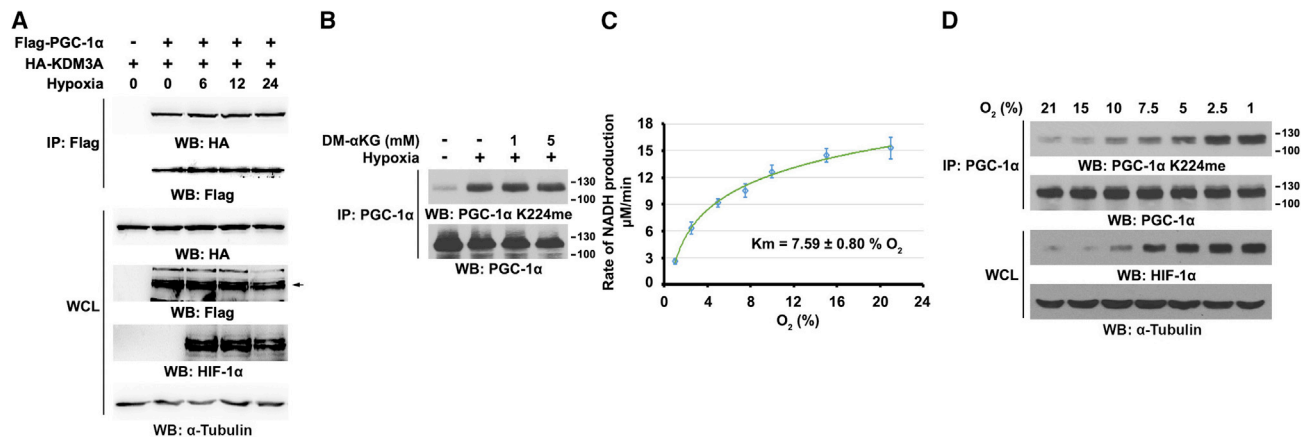 A
Flag-PGC-1α - + + + +
HA-KDM3A + + + + +
Hypoxia 0 0 6 12 24
IP: Flag
WB: HA
WB: Flag
WCL
WB: HA
WB: Flag
WB: HIF-1α
WB: α-Tubulin
B
DM-αKG (mM) - - 1 5
Hypoxia - + + +
IP: PGC-1α
-130
-100
WB: PGC-1α K224me
-130
-100
WB: PGC-1α
C
Rate of NADH production
µM/min
18
15
12
9
6
3
0
Km = 7.59 ± 0.80 % O₂
0 4 8 12 16 20 24
O₂ (%)
D
O₂ (%) 21 15 10 7.5 5 2.5 1
IP: PGC-1α
-130
-100
WB: PGC-1α K224me
-130
-100
WB: PGC-1α
WCL
WB: HIF-1α
WB: α-Tubulin